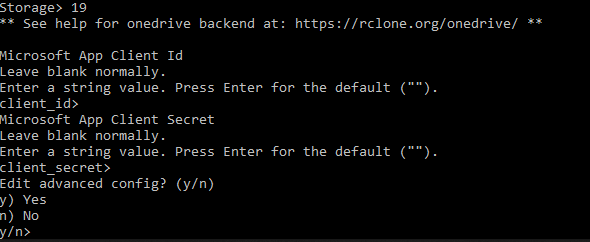 Storage> 19
** See help for onedrive backend at: https://rclone.org/onedrive/ **
Microsoft App Client Id
Leave blank normally.
Enter a string value. Press Enter for the default ("").
client_id>
Microsoft App Client Secret
Leave blank normally.
Enter a string value. Press Enter for the default ("").
client_secret>
Edit advanced config? (y/n)
y) Yes
n) No
y/n>